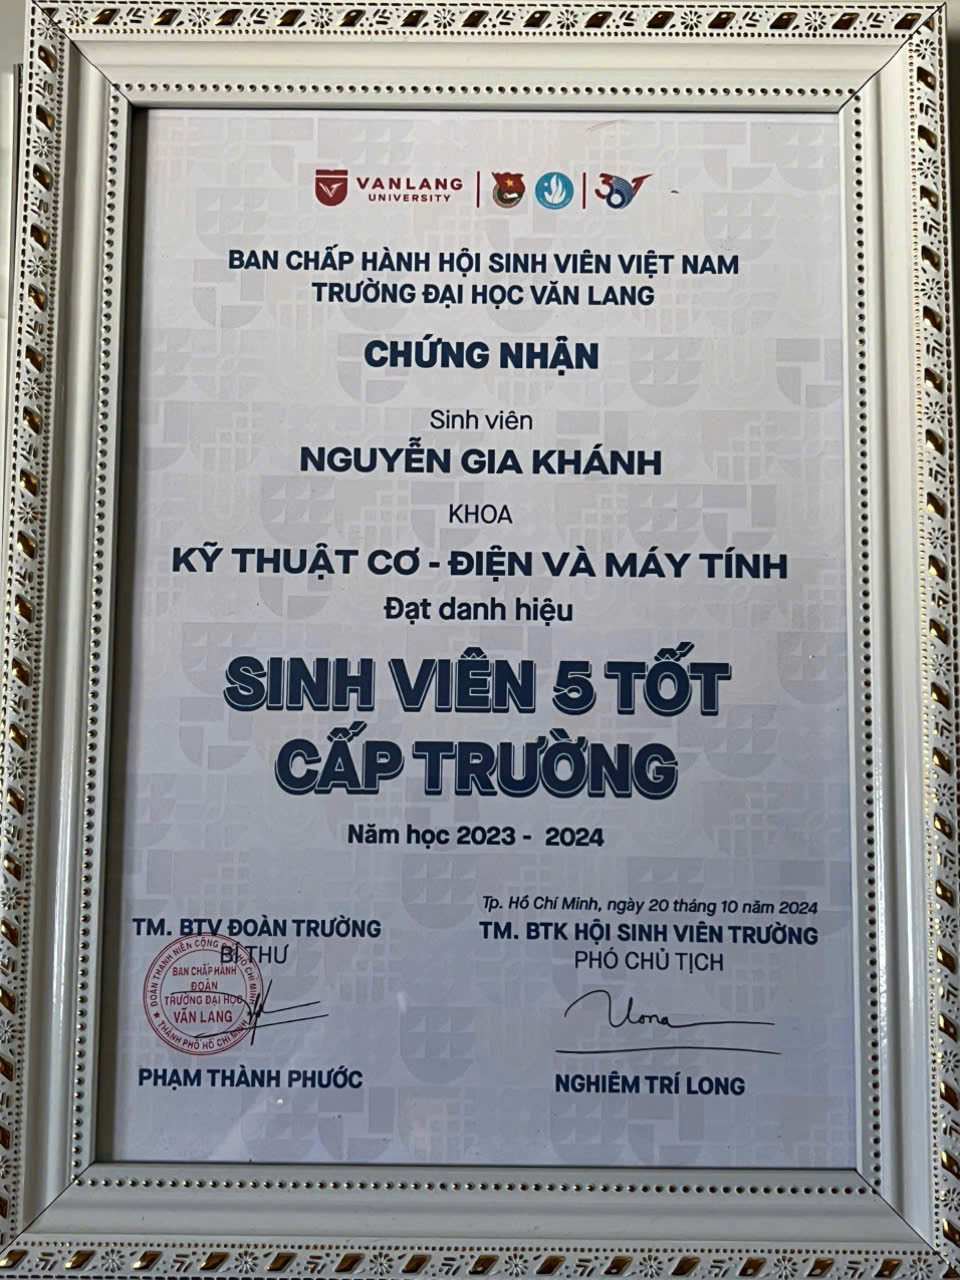 VANLANG
UNIVERSITY
BAN CHẤP HÀNH HỘI SINH VIÊN VIỆT NAM
TRƯỜNG ĐẠI HỌC VĂN LANG
CHỨNG NHẬN
Sinh viên
NGUYỄN GIA KHÁNH
KHOA
KỸ THUẬT CƠ - ĐIỆN VÀ MÁY TÍNH
Đạt danh hiệu
SINH VIÊN 5 TỐT
CẤP TRƯỜNG
Năm học 2023 - 2024
Tp. Hồ Chí Minh, ngày 20 tháng 10 năm 2024
TM. BTV ĐOÀN TRƯỜNG
BÍ THƯ
TM. BTK HỘI SINH VIÊN TRƯỜNG
PHÓ CHỦ TỊCH
ĐOÀN THANH NIÊN CỘNG SẢN HỒ CHÍ MINH
BAN CHẤP HÀNH
ĐOÀN
TRƯỜNG ĐẠI HỌC
VĂN LANG
THÀNH PHỐ HỒ CHÍ MINH
PHẠM THÀNH PHƯỚC
NGHIÊM TRÍ LONG